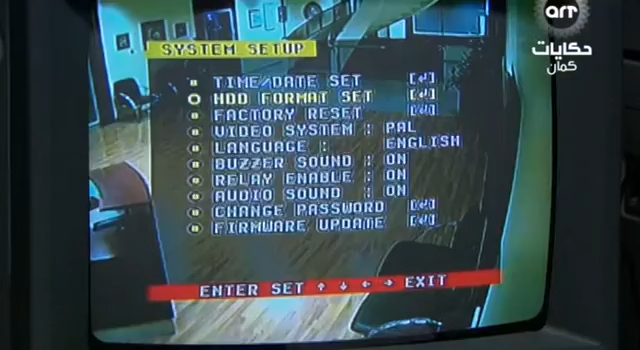 art
حكايات
كمان
SYSTEM SETUP
TIME/DATE SET [↵]
HDD FORMAT SET [↵]
FACTORY RESET [↵]
VIDEO SYSTEM : PAL
LANGUAGE : ENGLISH
BUZZER SOUND : ON
RELAY ENABLE : ON
AUDIO SOUND : ON
CHANGE PASSWORD [↵]
FIRMWARE UPDATE [↵]
ENTER SET ↑ ↓ ← → EXIT